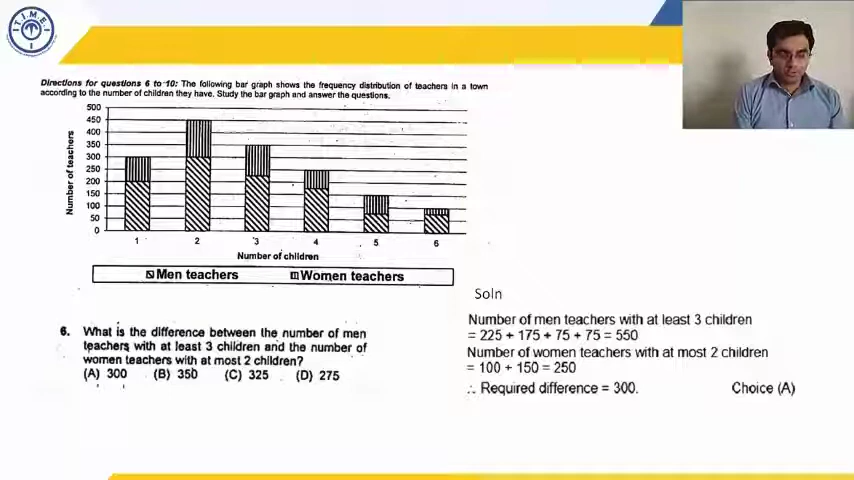 I.T.I.M.E.I
Directions for questions 6 to 10: The following bar graph shows the frequency distribution of teachers in a town
according to the number of children they have. Study the bar graph and answer the questions.
Number of teachers
500
450
400
350
300
250
200
150
100
50
0
1 2 3 4 5 6
Number of children
Men teachers Women teachers
6. What is the difference between the number of men
teachers with at least 3 children and the number of
women teachers with at most 2 children?
(A) 300 (B) 350 (C) 325 (D) 275
Soln
Number of men teachers with at least 3 children
= 225 + 175 + 75 + 75 = 550
Number of women teachers with at most 2 children
= 100 + 150 = 250
∴ Required difference = 300. Choice (A)